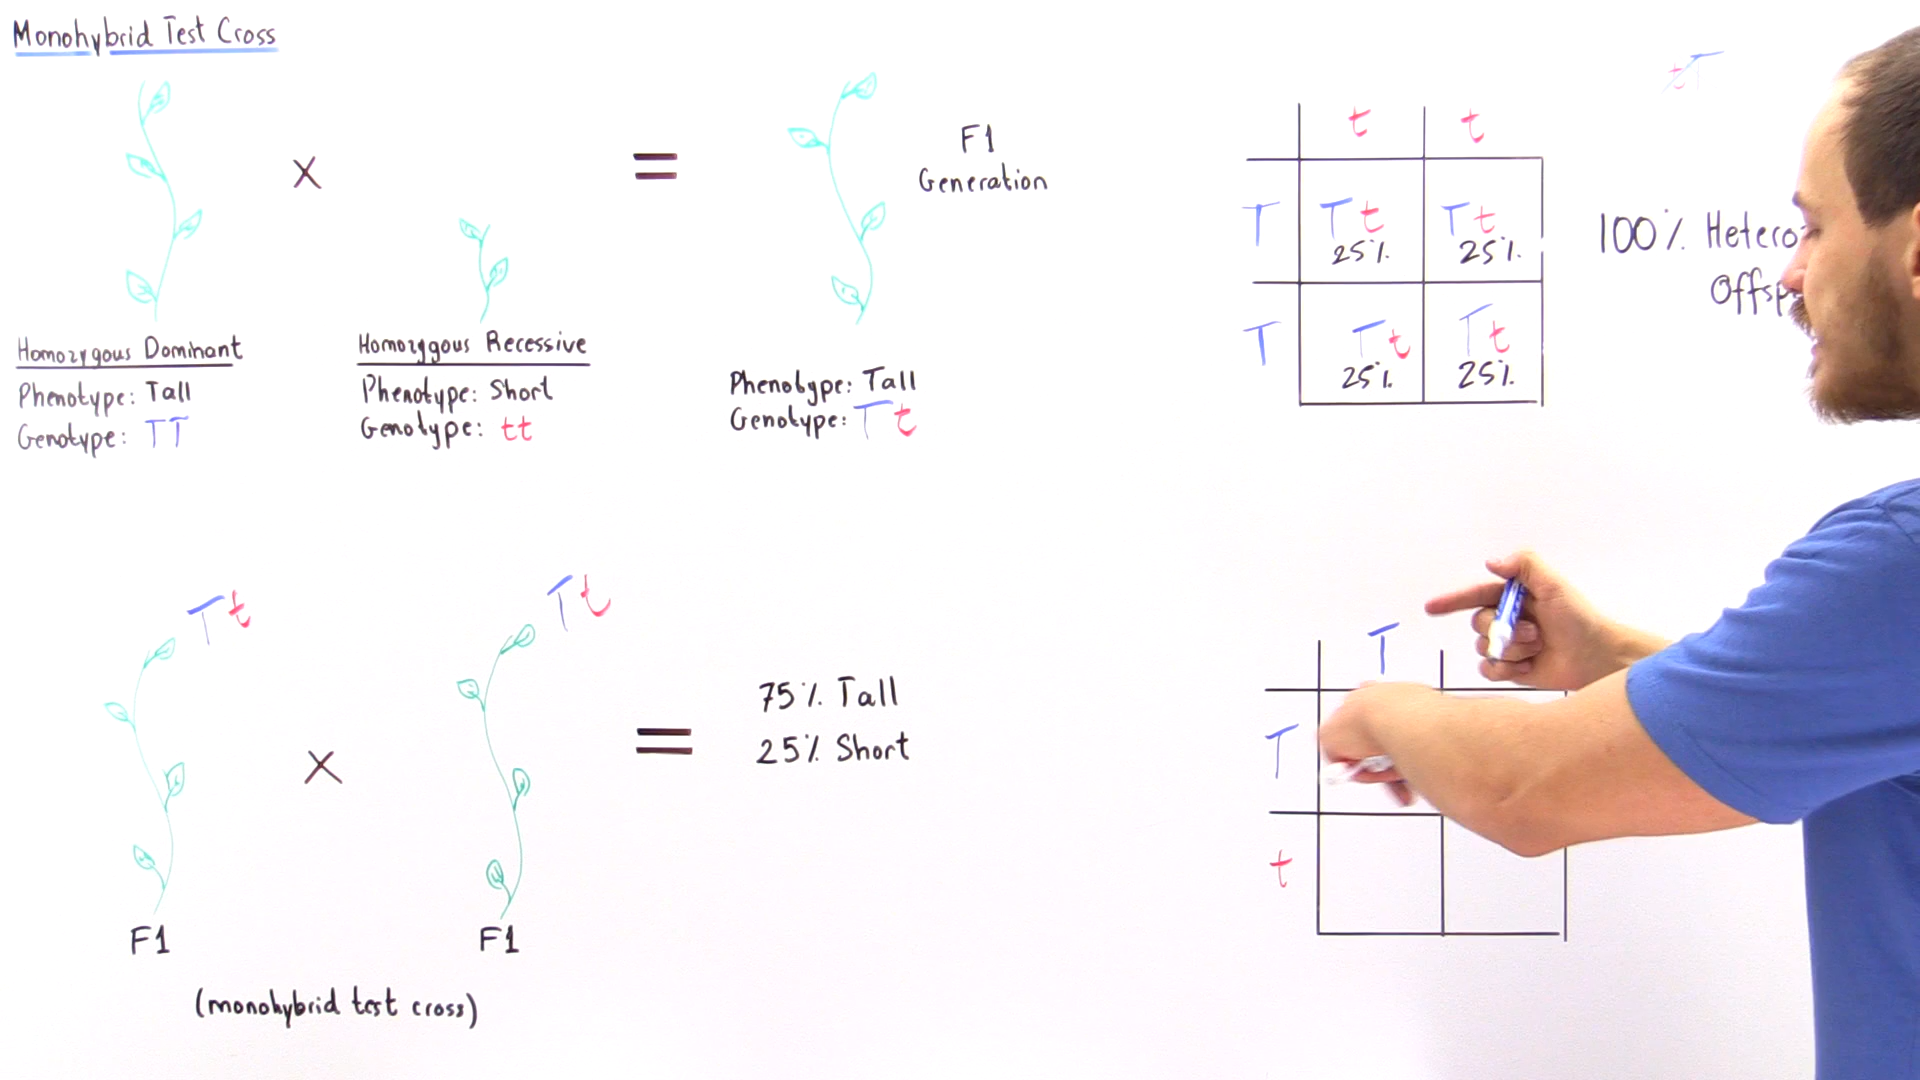 Monohybrid Test Cross
X
=
F1
Generation
Homozygous Dominant
Phenotype: Tall
Genotype: TT
Homozygous Recessive
Phenotype: Short
Genotype: tt
Phenotype: Tall
Genotype: Tt
tT
t t
T Tt Tt
25% 25%
T Tt Tt
25% 25%
100%
Tt
Tt
X
=
75% Tall
25% Short
F1
F1
(monohybrid test cross)
T
T
t